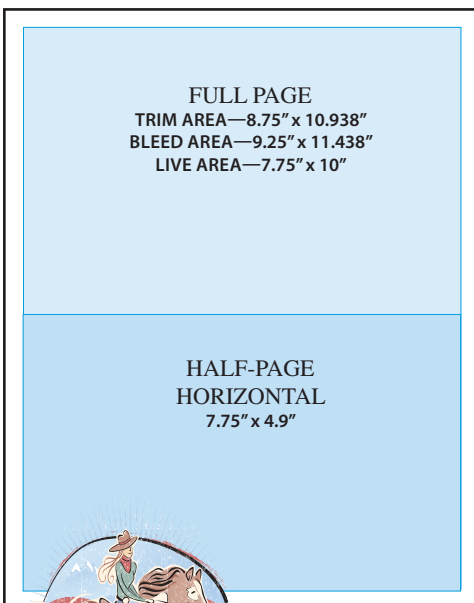 FULL PAGE
TRIM AREA—8.75" x 10.938"
BLEED AREA—9.25" x 11.438"
LIVE AREA—7.75" x 10"
HALF-PAGE
HORIZONTAL
7.75" x 4.9"